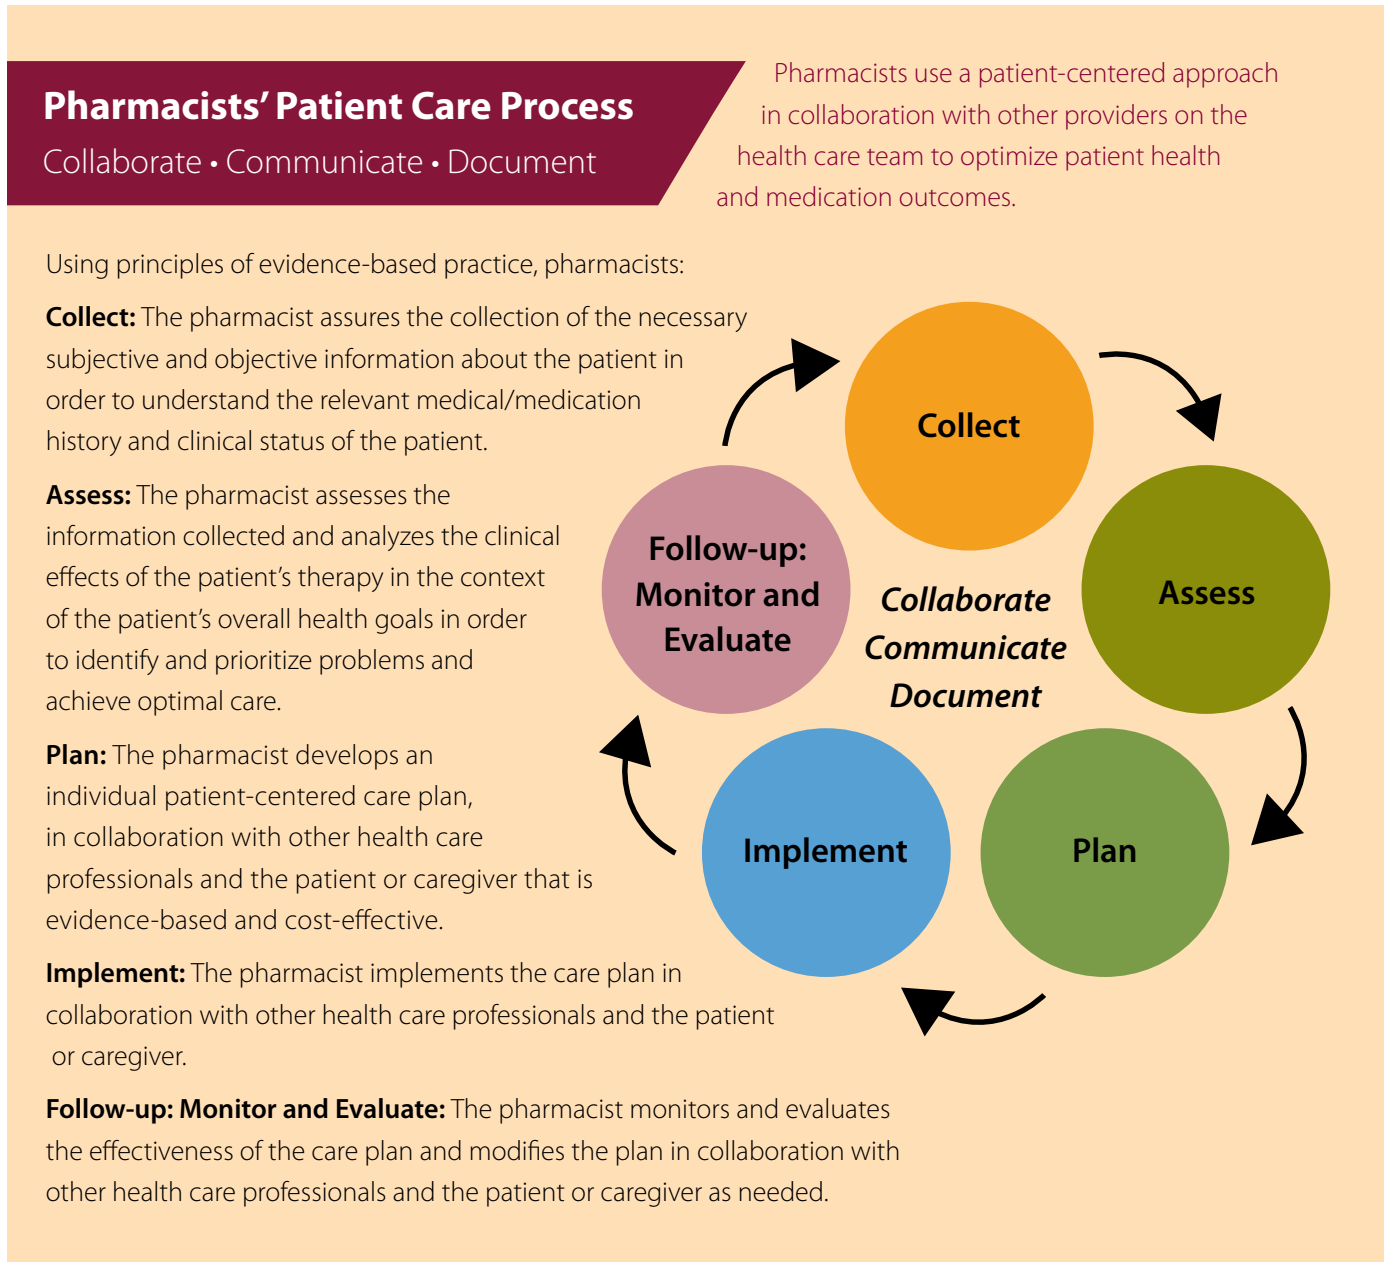 Pharmacists’ Patient Care Process
Collaborate • Communicate • Document
Pharmacists use a patient-centered approach
in collaboration with other providers on the
health care team to optimize patient health
and medication outcomes.
Using principles of evidence-based practice, pharmacists:
Collect: The pharmacist assures the collection of the necessary
subjective and objective information about the patient in
order to understand the relevant medical/medication
history and clinical status of the patient.
Assess: The pharmacist assesses the
information collected and analyzes the clinical
effects of the patient’s therapy in the context
of the patient’s overall health goals in order
to identify and prioritize problems and
achieve optimal care.
Plan: The pharmacist develops an
individual patient-centered care plan,
in collaboration with other health care
professionals and the patient or caregiver that is
evidence-based and cost-effective.
Implement: The pharmacist implements the care plan in
collaboration with other health care professionals and the patient
or caregiver.
Follow-up: Monitor and Evaluate: The pharmacist monitors and evaluates
the effectiveness of the care plan and modifies the plan in collaboration with
other health care professionals and the patient or caregiver as needed.
Collect
Assess
Plan
Implement
Follow-up:
Monitor and
Evaluate
Collaborate
Communicate
Document